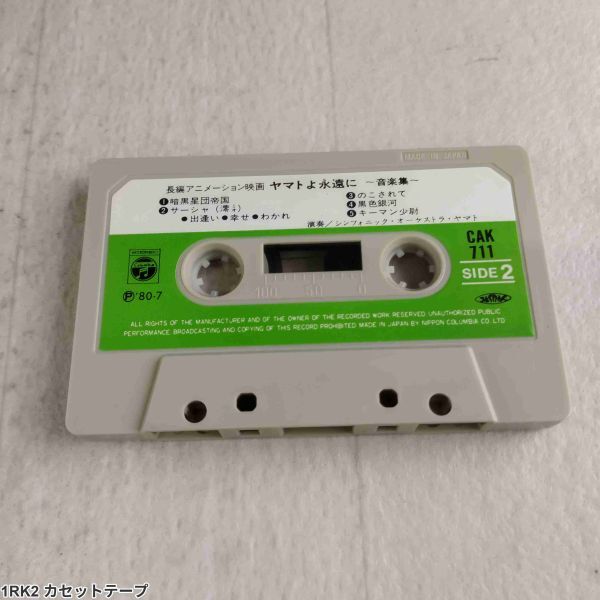 MADE IN JAPAN
長編アニメーション映画 ヤマトよ永遠に ～音楽集～
❶暗黒星団帝国
❷サーシャ(澪)
●出逢い●幸せ●わかれ
❸のこされて
❹黒色銀河
❺キーマン少尉
演奏/シンフォニック・オーケストラ・ヤマト
COLUMBIA
CAK
711
SIDE 2
Ⓟ'80-7
100 50 0
ALL RIGHTS OF THE MANUFACTURER AND OF THE OWNER OF THE RECORDED WORK RESERVED UNAUTHORIZED PUBLIC
PERFORMANCE BROADCASTING AND COPYING OF THIS RECORD PROHIBITED MADE IN JAPAN BY NIPPON COLUMBIA CO. LTD
1RK2 カセットテープ